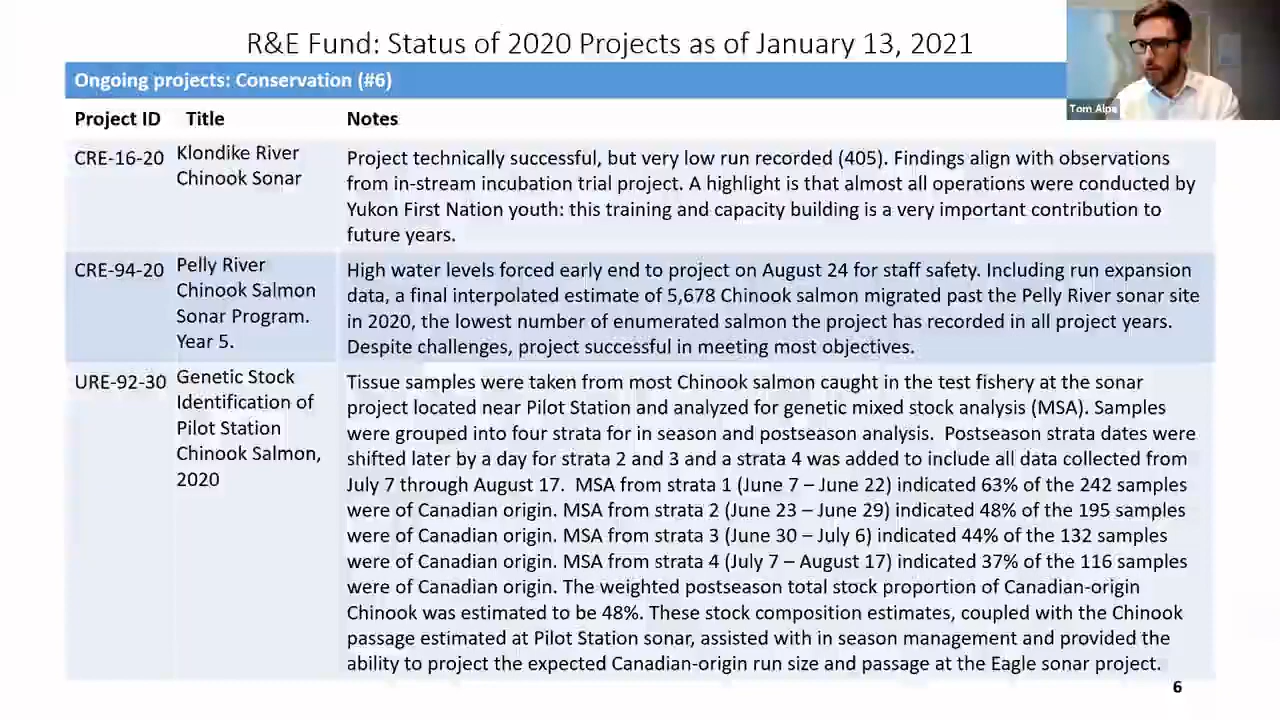 R&E Fund: Status of 2020 Projects as of January 13, 2021
Ongoing projects: Conservation (#6)
Tom Alpe
Project ID Title Notes
CRE-16-20
Klondike River
Chinook Sonar
Project technically successful, but very low run recorded (405). Findings align with observations
from in-stream incubation trial project. A highlight is that almost all operations were conducted by
Yukon First Nation youth: this training and capacity building is a very important contribution to
future years.
CRE-94-20
Pelly River
Chinook Salmon
Sonar Program.
Year 5.
High water levels forced early end to project on August 24 for staff safety. Including run expansion
data, a final interpolated estimate of 5,678 Chinook salmon migrated past the Pelly River sonar site
in 2020, the lowest number of enumerated salmon the project has recorded in all project years.
Despite challenges, project successful in meeting most objectives.
URE-92-30
Genetic Stock
Identification of
Pilot Station
Chinook Salmon,
2020
Tissue samples were taken from most Chinook salmon caught in the test fishery at the sonar
project located near Pilot Station and analyzed for genetic mixed stock analysis (MSA). Samples
were grouped into four strata for in season and postseason analysis.  Postseason strata dates were
shifted later by a day for strata 2 and 3 and a strata 4 was added to include all data collected from
July 7 through August 17.  MSA from strata 1 (June 7 – June 22) indicated 63% of the 242 samples
were of Canadian origin. MSA from strata 2 (June 23 – June 29) indicated 48% of the 195 samples
were of Canadian origin. MSA from strata 3 (June 30 – July 6) indicated 44% of the 132 samples
were of Canadian origin. MSA from strata 4 (July 7 – August 17) indicated 37% of the 116 samples
were of Canadian origin. The weighted postseason total stock proportion of Canadian-origin
Chinook was estimated to be 48%. These stock composition estimates, coupled with the Chinook
passage estimated at Pilot Station sonar, assisted with in season management and provided the
ability to project the expected Canadian-origin run size and passage at the Eagle sonar project.
6